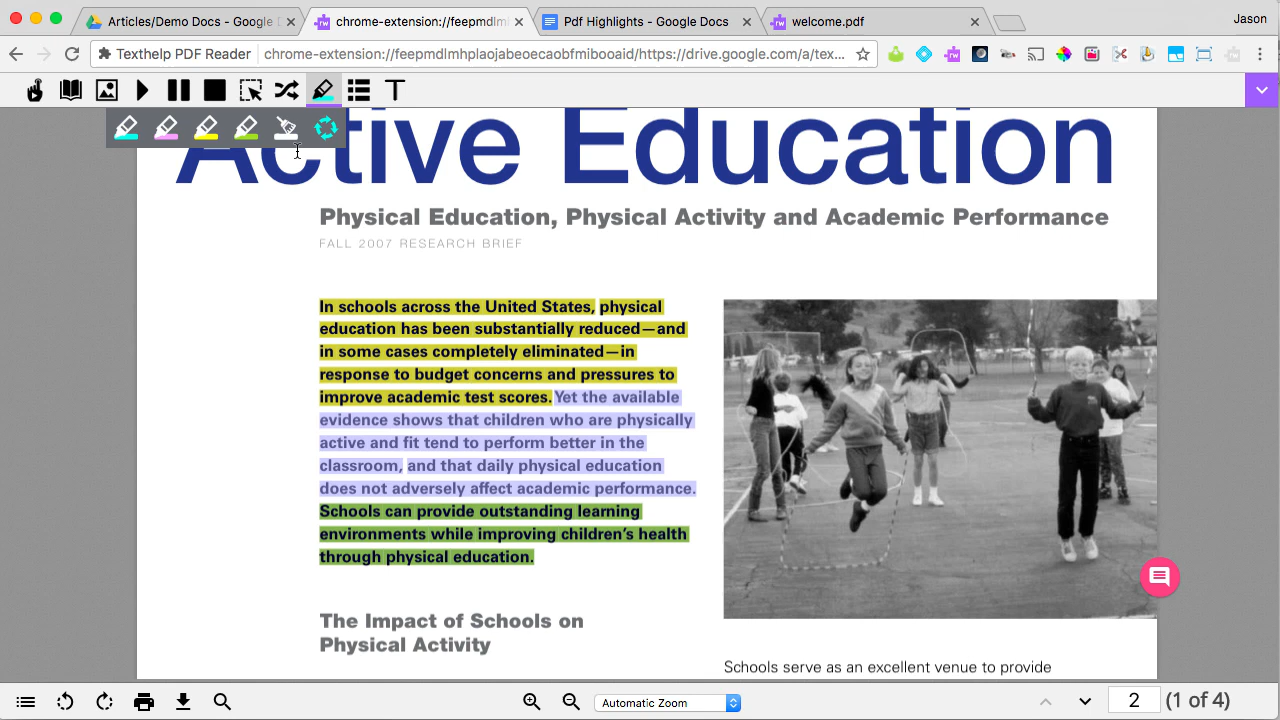 Articles/Demo Docs - Google D
chrome-extension://feepmdlmh
Pdf Highlights - Google Docs
welcome.pdf
Jason
Texthelp PDF Reader
chrome-extension://feepmdlmhplaojabeoecaobfmibooaid/https://drive.google.com/a/tex...
T
Active Education
Physical Education, Physical Activity and Academic Performance
FALL 2007 RESEARCH BRIEF
In schools across the United States, physical
education has been substantially reduced—and
in some cases completely eliminated—in
response to budget concerns and pressures to
improve academic test scores. Yet the available
evidence shows that children who are physically
active and fit tend to perform better in the
classroom, and that daily physical education
does not adversely affect academic performance.
Schools can provide outstanding learning
environments while improving children's health
through physical education.
The Impact of Schools on
Physical Activity
Schools serve as an excellent venue to provide
Automatic Zoom
2
(1 of 4)